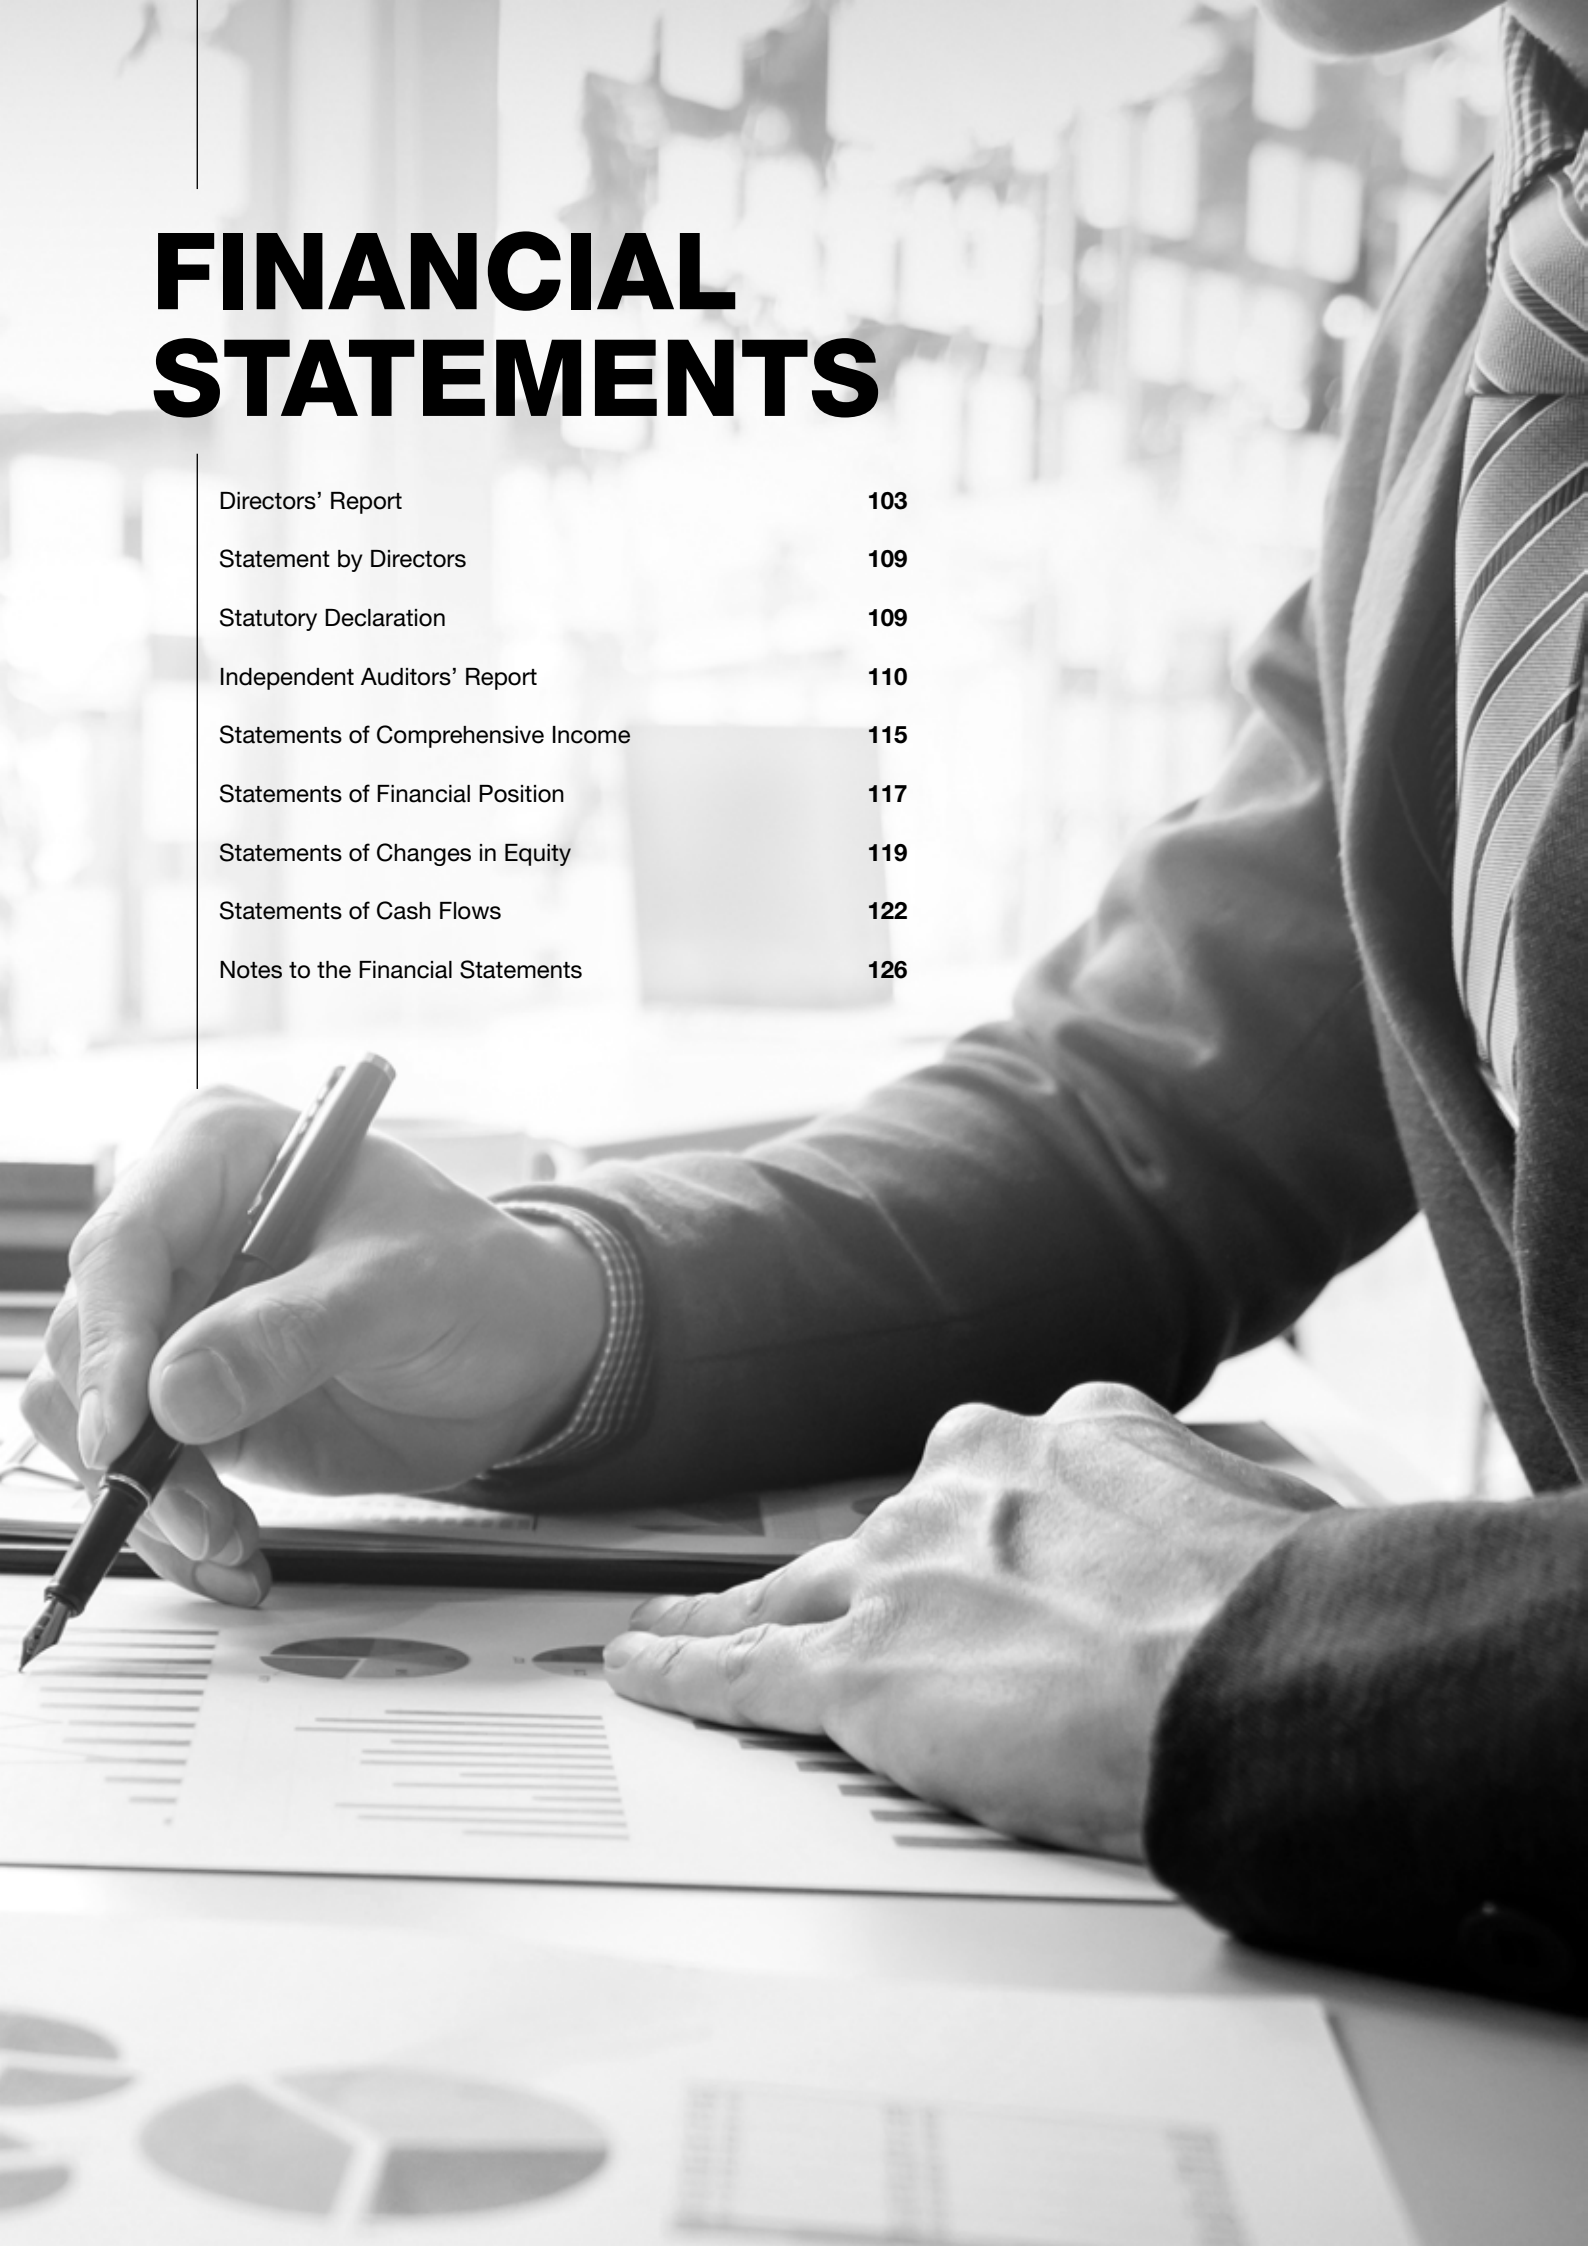 FINANCIAL
STATEMENTS
Directors’ Report 103
Statement by Directors 109
Statutory Declaration 109
Independent Auditors’ Report 110
Statements of Comprehensive Income 115
Statements of Financial Position 117
Statements of Changes in Equity 119
Statements of Cash Flows 122
Notes to the Financial Statements 126